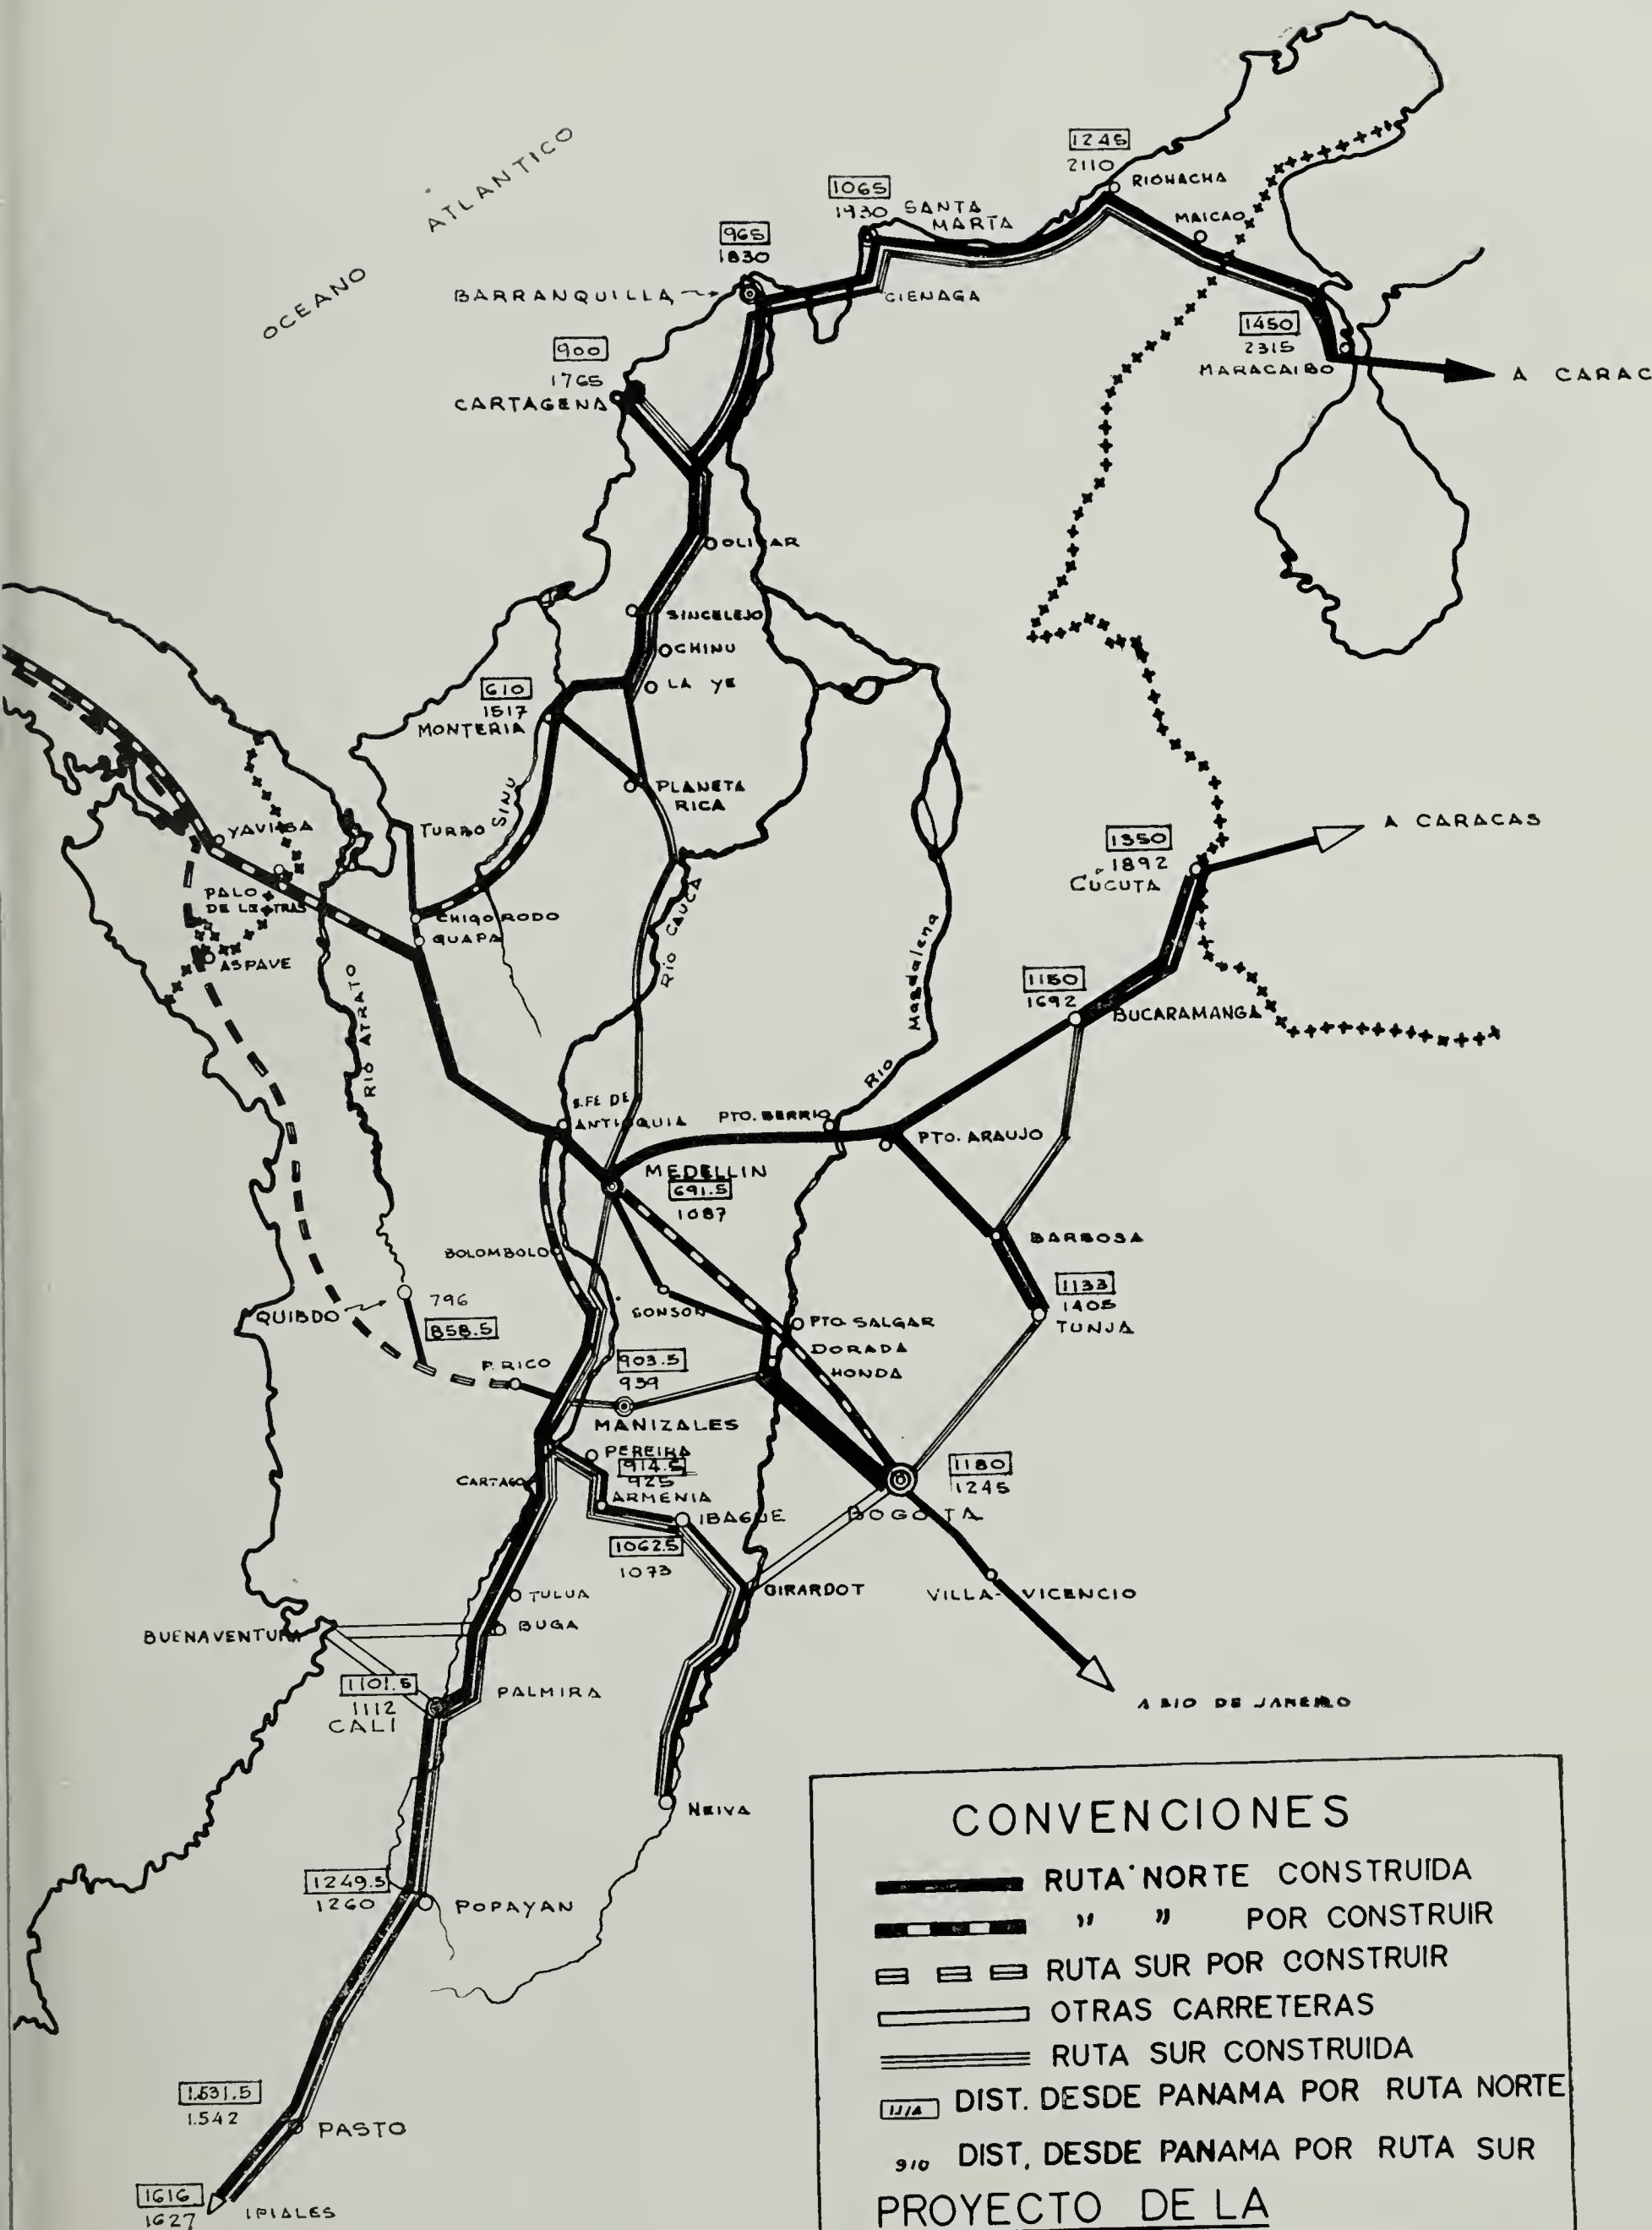 OCEANO
ATLANTICO
1245
2110
RIOHACHA
1065
1930
SANTA
MARTA
MAICAO
965
1830
BARRANQUILLA
CIENAGA
1450
2315
MARACAIBO
A CARAC
900
1765
CARTAGENA
SINCELEJO
CHINU
LA YE
610
1517
MONTERIA
SINU
PLANETA
RICA
TURBO
YAVISA
PALO
DE LETRAS
ASPAVE
CHIGORODO
GUAPA
RIO CAUCA
RIO ATRATO
Magdalena
RIO
A CARACAS
1350
1892
CUCUTA
1150
1692
BUCARAMANGA
S.FE DE
ANTIOQUIA
PTO. BERRIO
PTO. ARAUJO
MEDELLIN
691.5
1087
BOLOMBOLO
BARBOSA
1133
1405
TUNJA
QUIBDO
796
858.5
SONSON
PTO. SALGAR
DORADA
HONDA
P. RICO
903.5
959
MANIZALES
PEREIRA
914.5
925
CARTAGO
ARMENIA
IBAGUE
1062.5
1073
1180
1245
BOGOTA
GIRARDOT
VILLA-VICENCIO
TULUA
BUGA
BUENAVENTURA
1101.5
1112
CALI
PALMIRA
A RIO DE JANEIRO
NEIVA
1249.5
1260
POPAYAN
1.531.5
1.542
PASTO
1616
1627
IPIALES
CONVENCIONES
RUTA NORTE CONSTRUIDA
" " POR CONSTRUIR
RUTA SUR POR CONSTRUIR
OTRAS CARRETERAS
RUTA SUR CONSTRUIDA
DIST. DESDE PANAMA POR RUTA NORTE
910 DIST. DESDE PANAMA POR RUTA SUR
PROYECTO DE LA